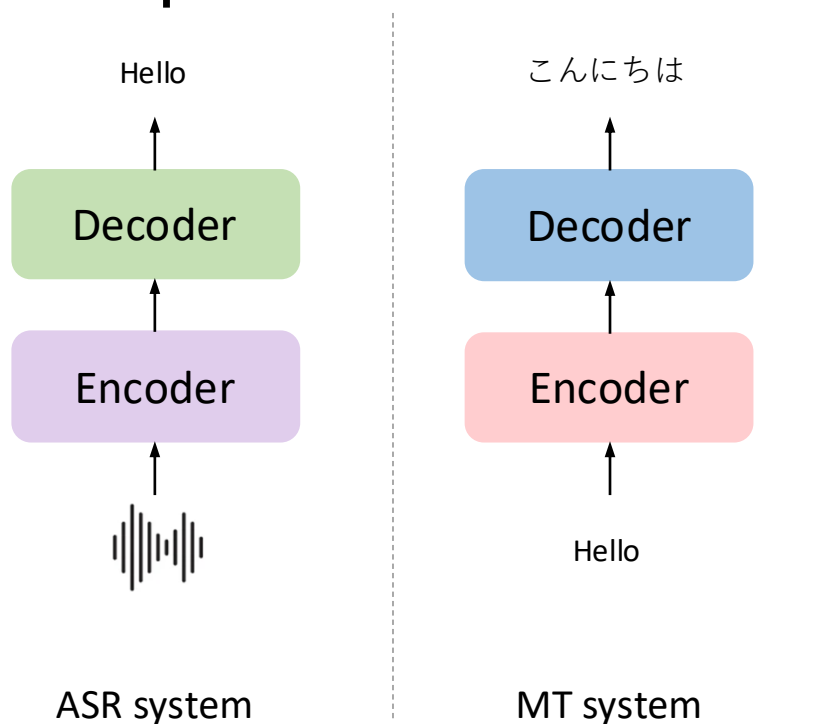 Hello
Decoder
Encoder
ASR system
こんにちは
Decoder
Encoder
Hello
MT system